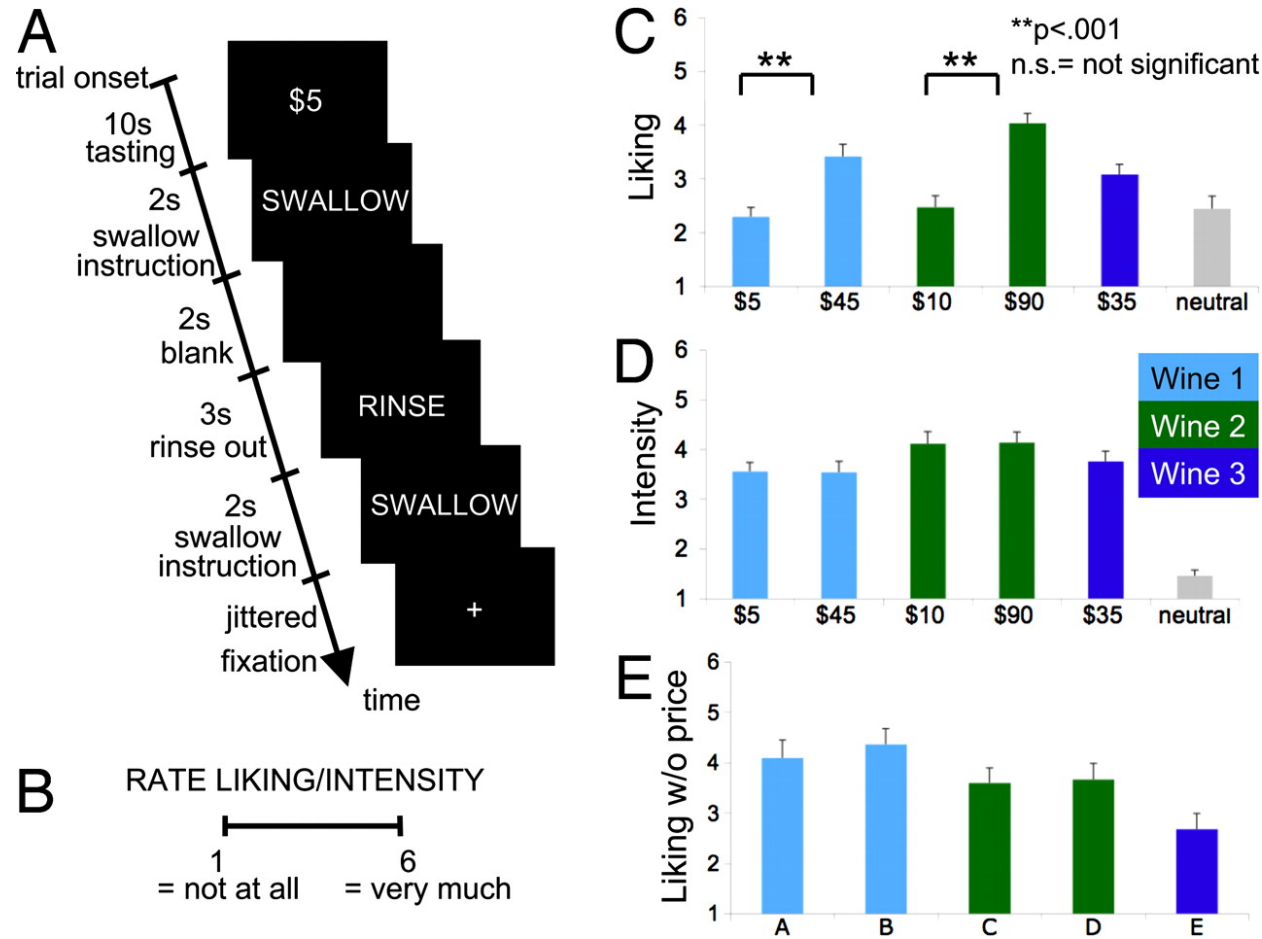 A
trial onset
10s
tasting
2s
swallow
instruction
2s
blank
3s
rinse out
2s
swallow
instruction
jittered
fixation
time
$5
SWALLOW
RINSE
SWALLOW
+
B
RATE LIKING/INTENSITY
1
6
= not at all
= very much
C
**p<.001
n.s.= not significant
**
**
Liking
6
5
4
3
2
1
$5 $45 $10 $90 $35 neutral
D
Intensity
6
5
4
3
2
1
$5 $45 $10 $90 $35 neutral
Wine 1
Wine 2
Wine 3
E
Liking w/o price
6
5
4
3
2
1
A B C D E